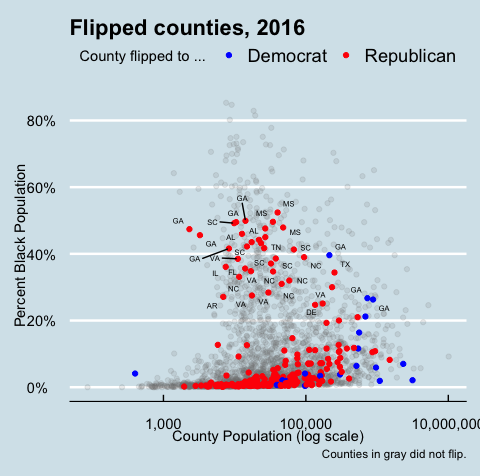 Flipped counties, 2016
County flipped to ... Democrat Republican
80%
60%
40%
20%
0%
Percent Black Population
GA
MS
GA
GA
SC
MS
GA
AL
AL
MS
GA
GA
VA
SC
TN
SC
GA
IL
FL
SC
SC
NC
TX
VA
NC
NC
NC
AR
VA
VA
NC
VA
DE
GA
GA
1,000
100,000
10,000,000
County Population (log scale)
Counties in gray did not flip.